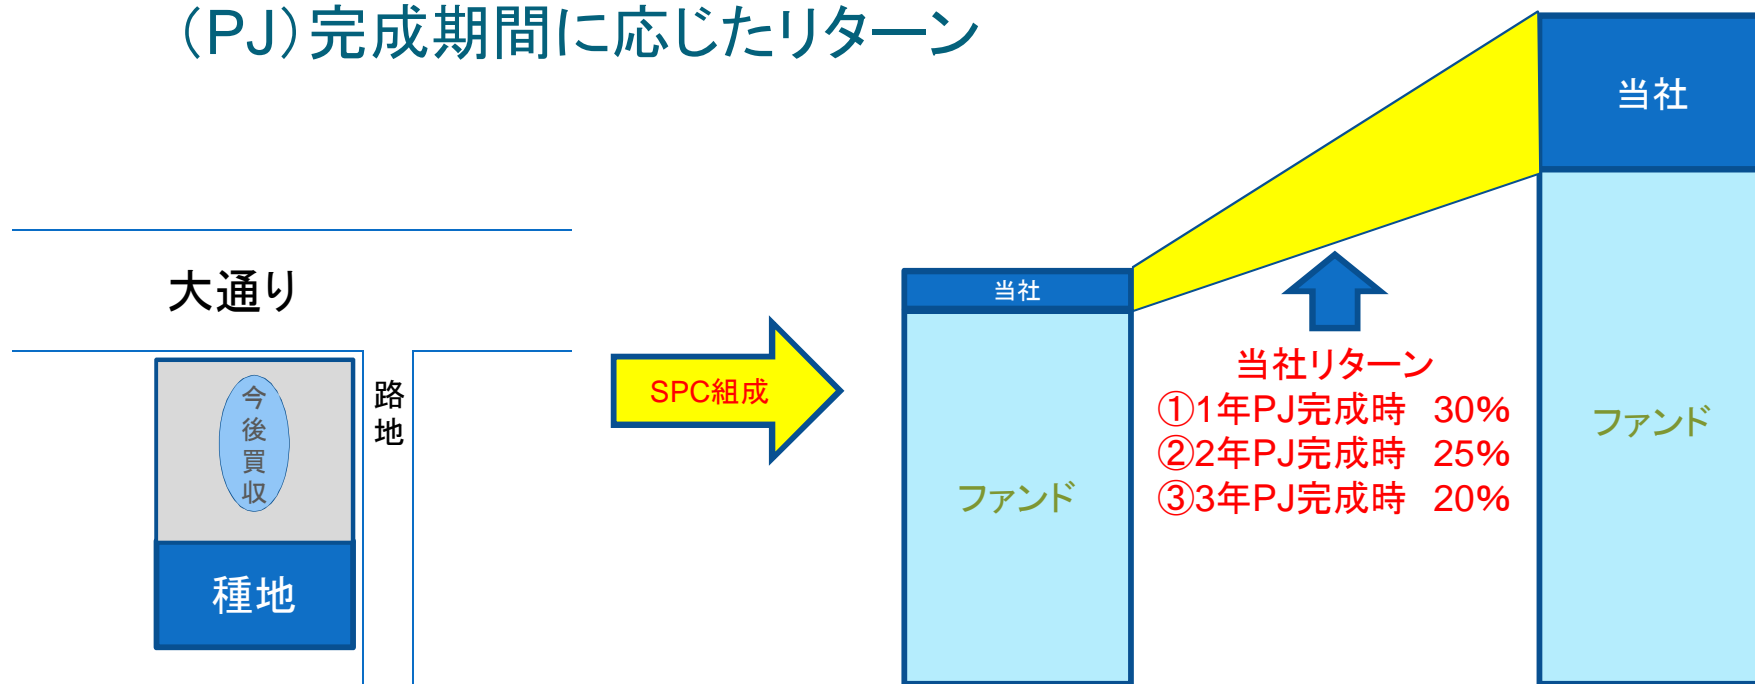 （PJ）完成期間に応じたリターン
大通り
今後買収
路地
種地
SPC組成
当社
ファンド
当社リターン
①1年PJ完成時　30%
②2年PJ完成時　25%
③3年PJ完成時　20%
当社
ファンド